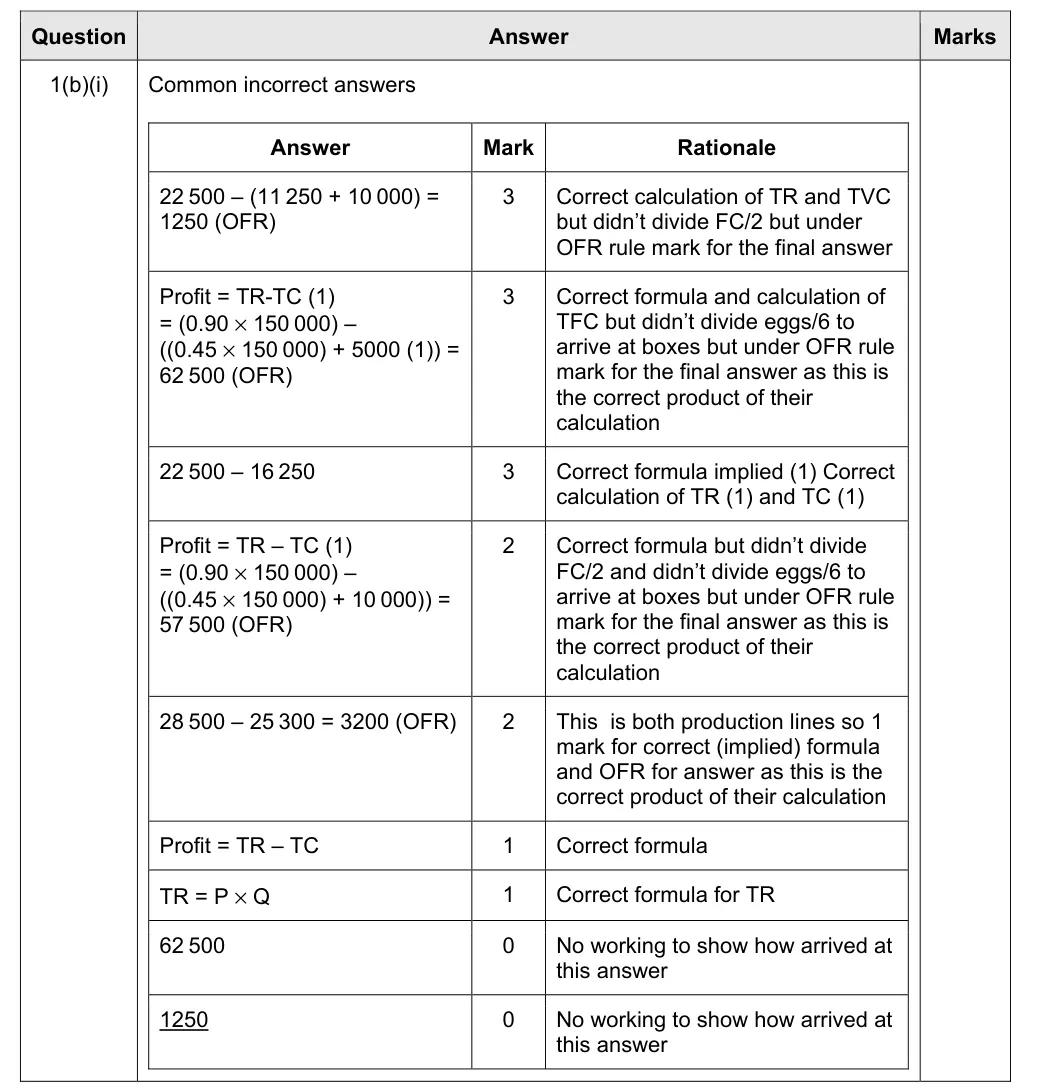 Question Answer Marks
1(b)(i) Common incorrect answers
Answer Mark Rationale
22 500 – (11 250 + 10 000) = 3 Correct calculation of TR and TVC
1250 (OFR) but didn’t divide FC/2 but under
OFR rule mark for the final answer
Profit = TR-TC (1) 3 Correct formula and calculation of
= (0.90 × 150 000) – TFC but didn’t divide eggs/6 to
((0.45 × 150 000) + 5000 (1)) = arrive at boxes but under OFR rule
62 500 (OFR) mark for the final answer as this is
the correct product of their
calculation
22 500 – 16 250 3 Correct formula implied (1) Correct
calculation of TR (1) and TC (1)
Profit = TR – TC (1) 2 Correct formula but didn’t divide
= (0.90 × 150 000) – FC/2 and didn’t divide eggs/6 to
((0.45 × 150 000) + 10 000)) = arrive at boxes but under OFR rule
57 500 (OFR) mark for the final answer as this is
the correct product of their
calculation
28 500 – 25 300 = 3200 (OFR) 2 This is both production lines so 1
mark for correct (implied) formula
and OFR for answer as this is the
correct product of their calculation
Profit = TR – TC 1 Correct formula
TR = P × Q 1 Correct formula for TR
62 500 0 No working to show how arrived at
this answer
1250 0 No working to show how arrived at
this answer